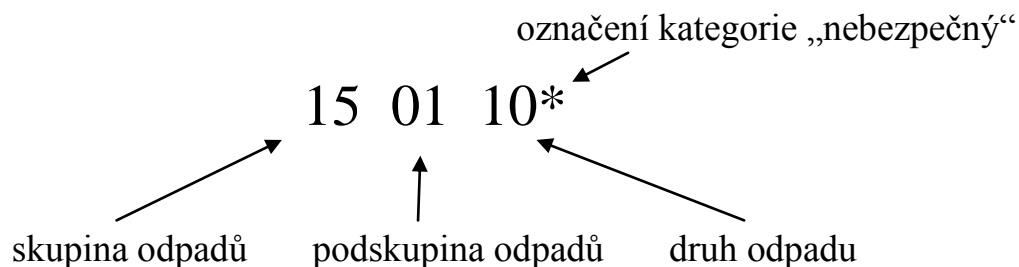 označení kategorie „nebezpečný“
15 01 10*
skupina odpadů podskupina odpadů druh odpadu